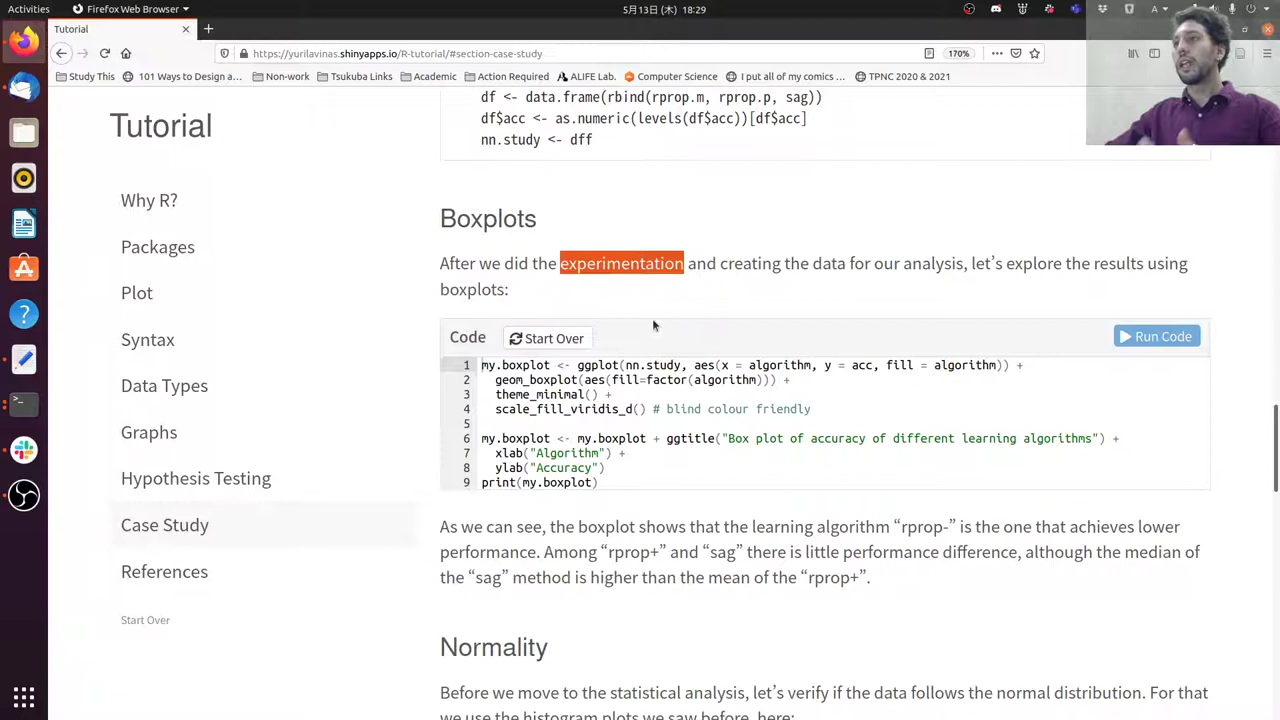 Activities
Firefox Web Browser
5月13日 (木) 18:29
Tutorial
https://yurilavinas.shinyapps.io/R-tutorial/#section-case-study
170%
Study This
101 Ways to Design a…
Non-work
Tsukuba Links
Academic
Action Required
ALIFE Lab.
Computer Science
I put all of my comics …
TPNC 2020 & 2021
Tutorial
Why R?
Packages
Plot
Syntax
Data Types
Graphs
Hypothesis Testing
Case Study
References
Start Over
df <- data.frame(rbind(rprop.m, rprop.p, sag))
df$acc <- as.numeric(levels(df$acc))[df$acc]
nn.study <- dff
Boxplots
After we did the experimentation and creating the data for our analysis, let's explore the results using
boxplots:
Code
Start Over
Run Code
1 my.boxplot <- ggplot(nn.study, aes(x = algorithm, y = acc, fill = algorithm)) +
2 geom_boxplot(aes(fill=factor(algorithm))) +
3 theme_minimal() +
4 scale_fill_viridis_d() # blind colour friendly
5
6 my.boxplot <- my.boxplot + ggtitle("Box plot of accuracy of different learning algorithms") +
7 xlab("Algorithm") +
8 ylab("Accuracy")
9 print(my.boxplot)
As we can see, the boxplot shows that the learning algorithm “rprop-” is the one that achieves lower
performance. Among “rprop+” and “sag” there is little performance difference, although the median of
the “sag” method is higher than the mean of the “rprop+”.
Normality
Before we move to the statistical analysis, let's verify if the data follows the normal distribution. For that
we use the histogram plots we saw before, here: